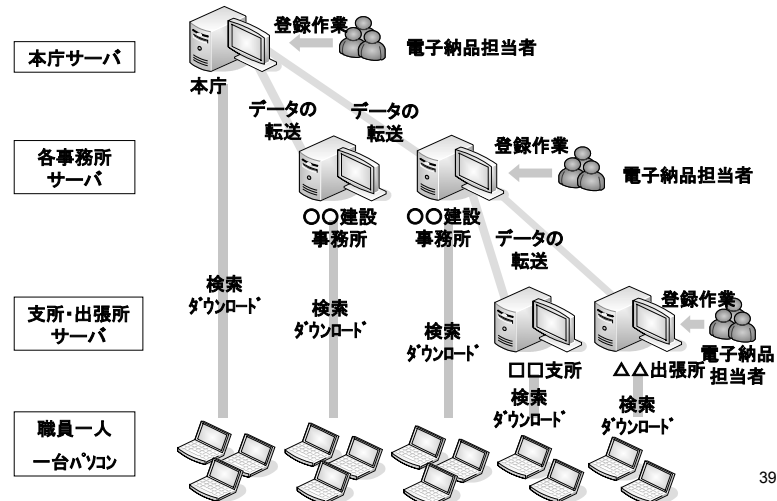 登録作業
電子納品担当者
本庁サーバ
本庁
データの
転送
データの
転送
各事務所
サーバ
登録作業
電子納品担当者
〇〇建設
事務所
〇〇建設
事務所
データの
転送
検索
ﾀﾞｳﾝﾛｰﾄﾞ
検索
ﾀﾞｳﾝﾛｰﾄﾞ
検索
ﾀﾞｳﾝﾛｰﾄﾞ
支所・出張所
サーバ
登録作業
電子納品
担当者
□□支所
△△出張所
検索
ﾀﾞｳﾝﾛｰﾄﾞ
検索
ﾀﾞｳﾝﾛｰﾄﾞ
職員一人
一台ﾊﾟｿｺﾝ
39